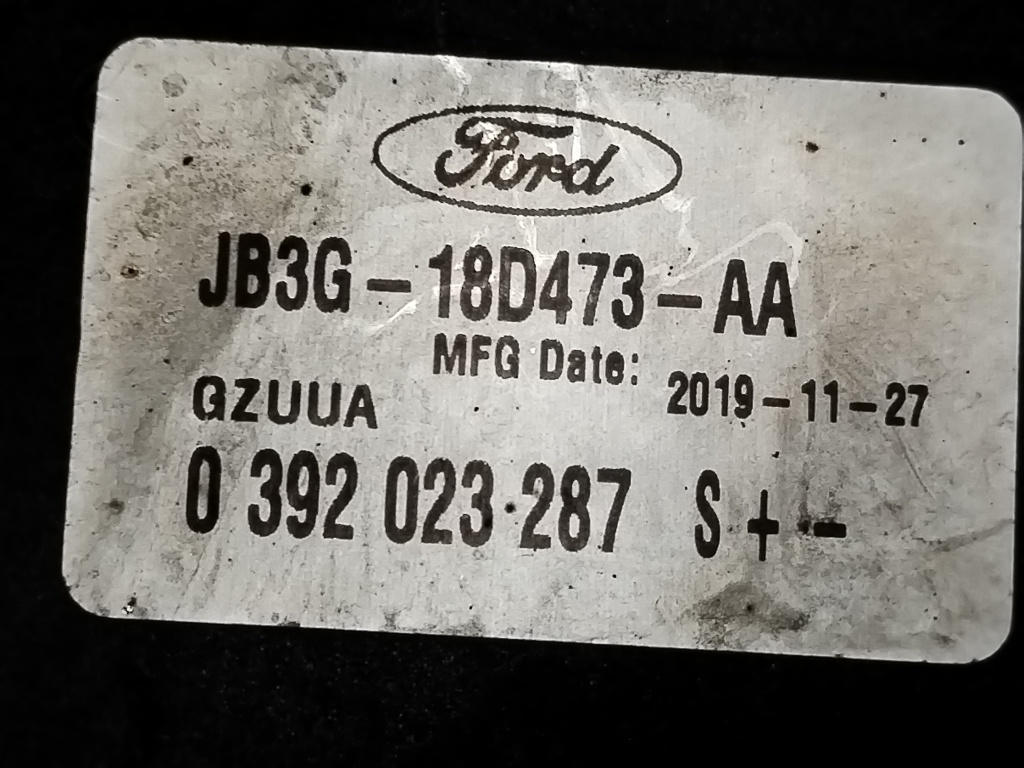 Ford
JB3G-18D473-AA
MFG Date: 2019-11-27
GZUUA
0 392 023 287 S + -